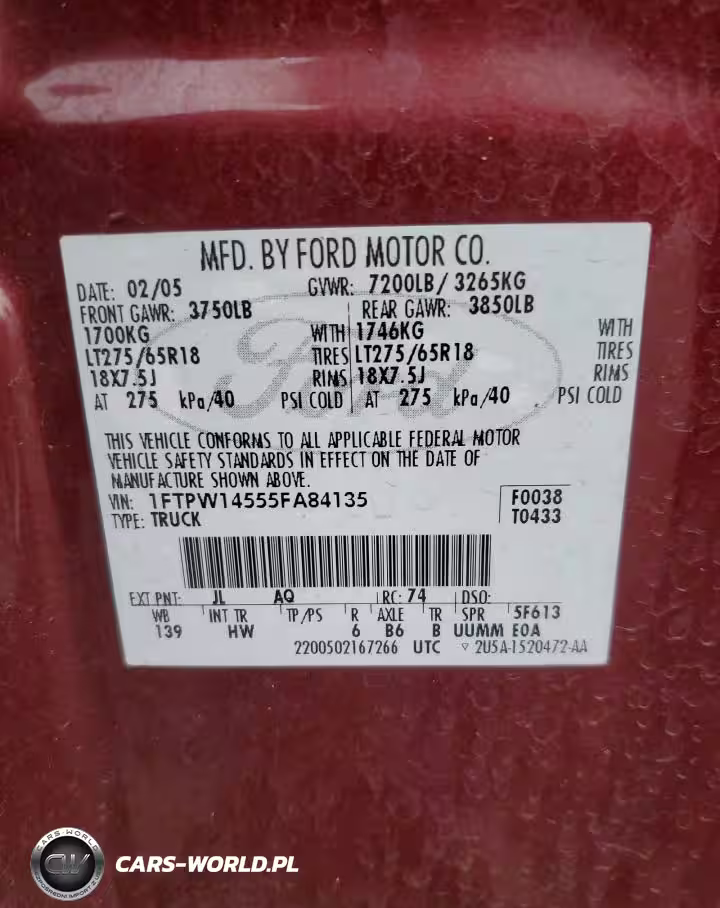 MFD. BY FORD MOTOR CO.
DATE: 02/05 GVWR: 7200LB/ 3265KG
FRONT GAWR: 3750LB REAR GAWR: 3850LB
1700KG WITH 1746KG WITH
LT275/65R18 TIRES LT275/65R18 TIRES
18X7.5J RIMS 18X7.5J RIMS
AT 275 kPa/40 PSI COLD AT 275 kPa/40 PSI COLD
THIS VEHICLE CONFORMS TO ALL APPLICABLE FEDERAL MOTOR
VEHICLE SAFETY STANDARDS IN EFFECT ON THE DATE OF
MANUFACTURE SHOWN ABOVE.
VIN: 1FTPW14555FA84135 F0038
TYPE: TRUCK T0433
EXT PNT: JL AQ RC: 74 DSO:
WB INT TR TP/PS R AXLE TR SPR 5F613
139 HW 6 B6 B UUMM E0A
2200502167266 UTC ▽ 2U5A-1520472-AA
Ford
CARS-WORLD
CW
CARS-WORLD.PL